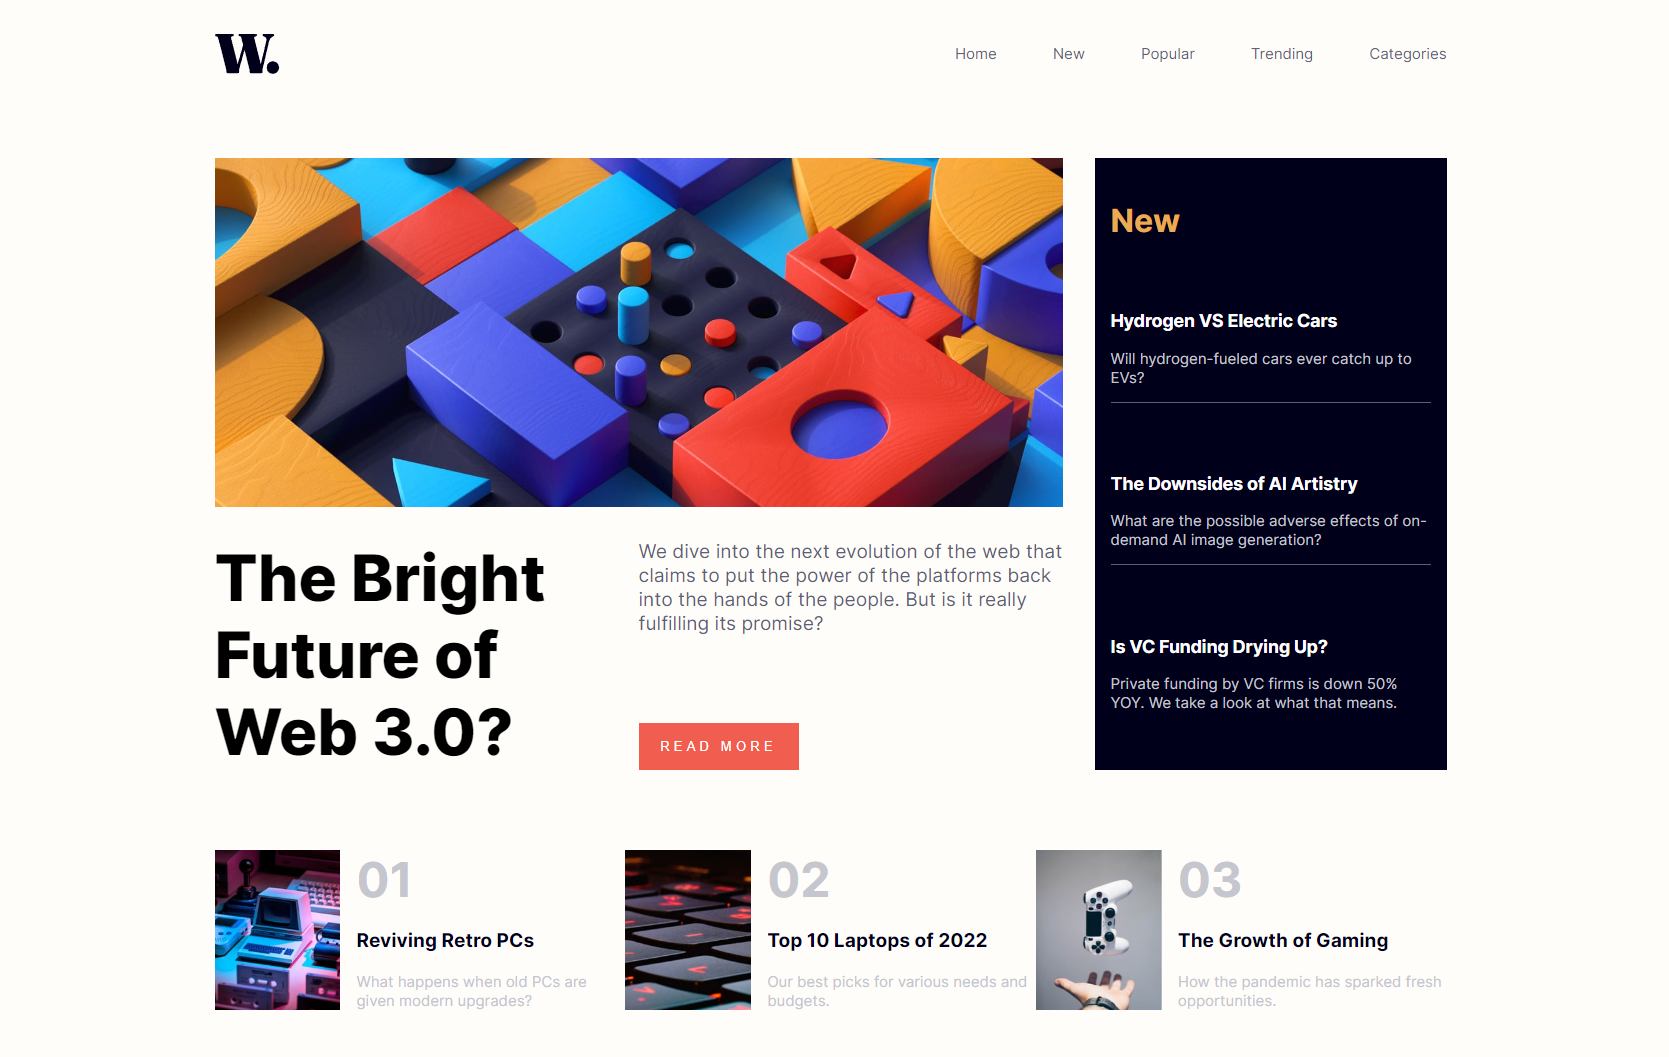 W.
Home
New
Popular
Trending
Categories
The Bright
Future of
Web 3.0?
We dive into the next evolution of the web that
claims to put the power of the platforms back
into the hands of the people. But is it really
fulfilling its promise?
READ MORE
New
Hydrogen VS Electric Cars
Will hydrogen-fueled cars ever catch up to
EVs?
The Downsides of AI Artistry
What are the possible adverse effects of on-
demand AI image generation?
Is VC Funding Drying Up?
Private funding by VC firms is down 50%
YOY. We take a look at what that means.
01
Reviving Retro PCs
What happens when old PCs are
given modern upgrades?
02
Top 10 Laptops of 2022
Our best picks for various needs and
budgets.
03
The Growth of Gaming
How the pandemic has sparked fresh
opportunities.